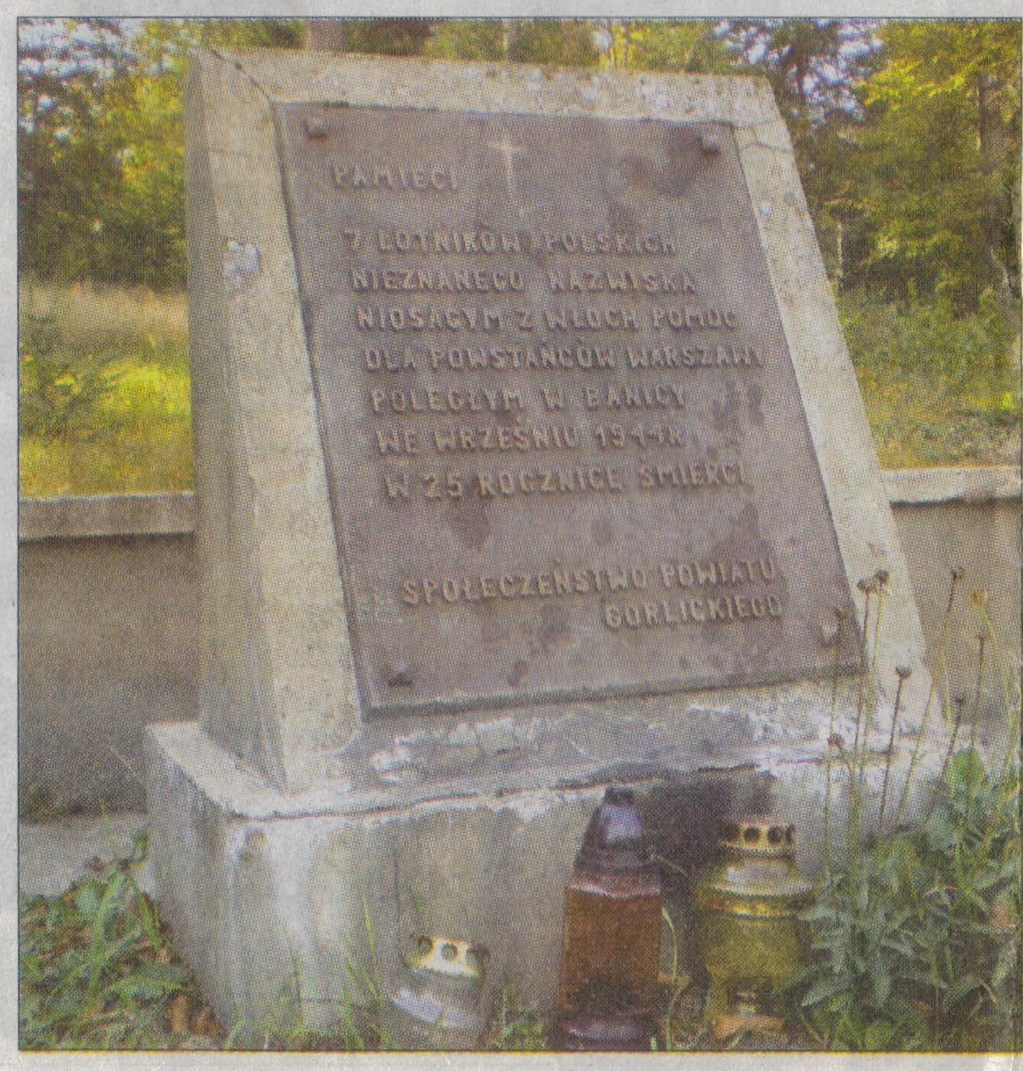 PAMIĘCI
7 LOTNIKÓW POLSKICH
NIEZNANEGO NAZWISKA
NIOSĄCYM Z WŁOCH POMOC
DLA POWSTAŃCÓW WARSZAWY
POLEGŁYM W BANICY
WE WRZEŚNIU 1944R
W 25 ROCZNICĘ ŚMIERCI
SPOŁECZEŃSTWO POWIATU
GORLICKIEGO